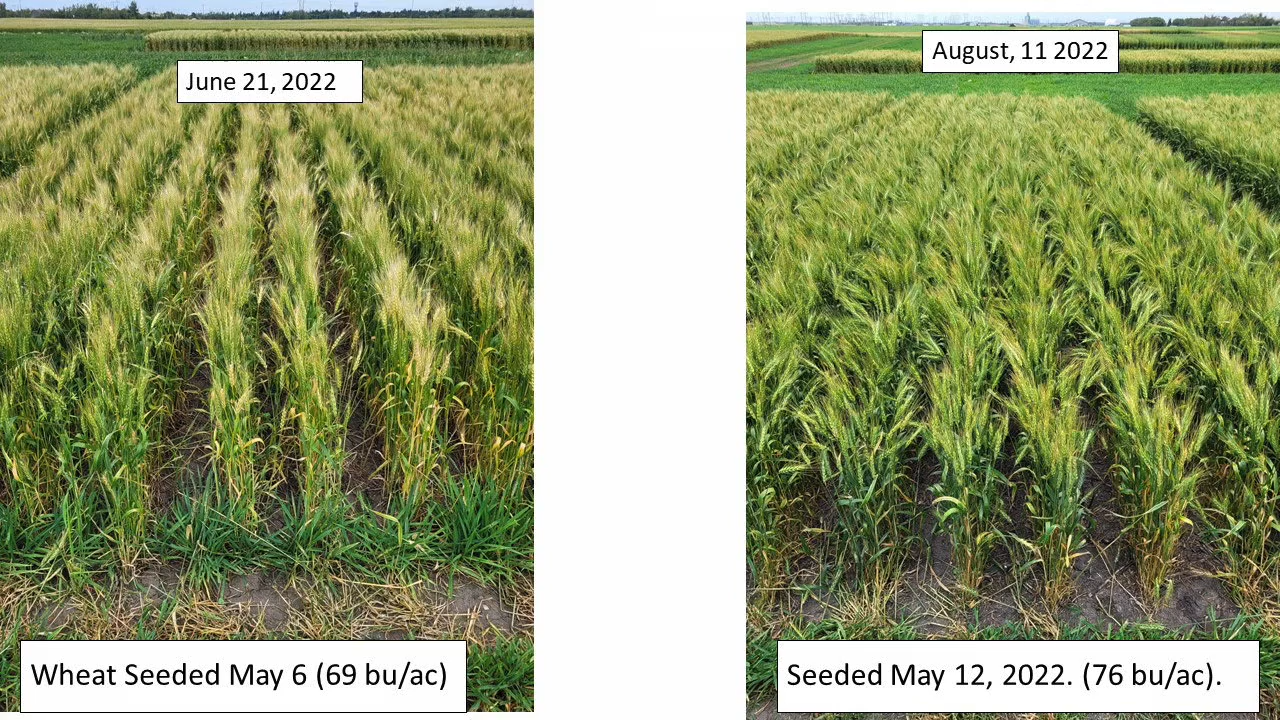 June 21, 2022
August, 11 2022
Wheat Seeded May 6 (69 bu/ac)
Seeded May 12, 2022. (76 bu/ac).